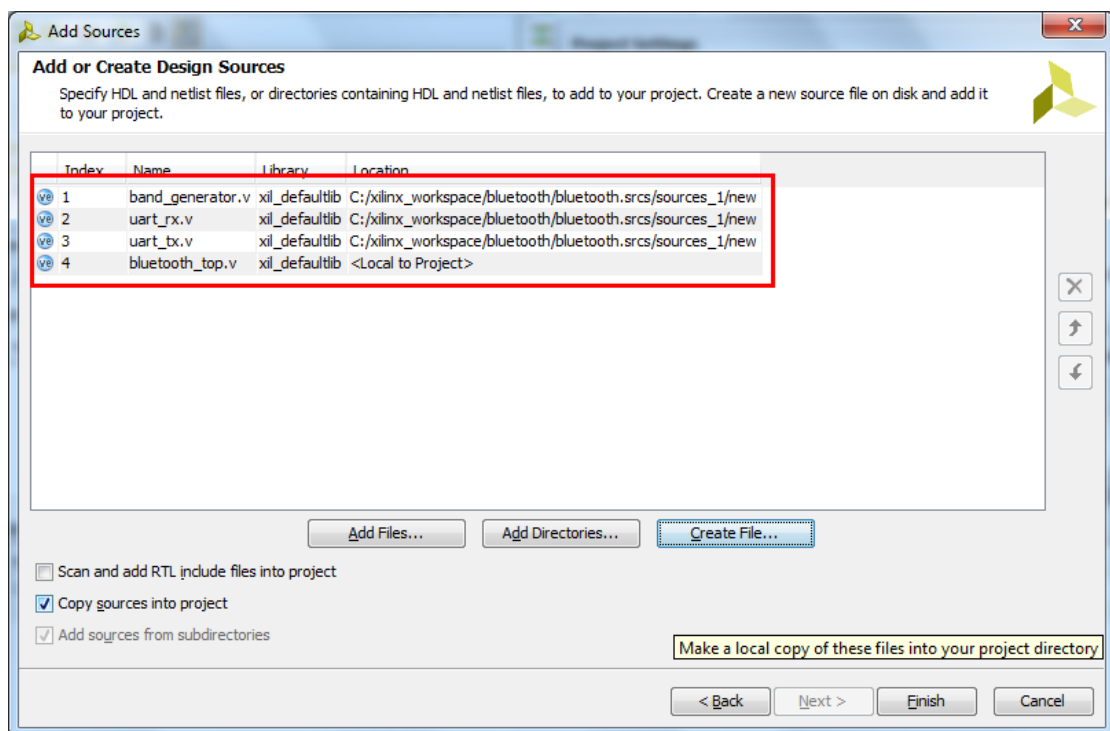 Add Sources
Add or Create Design Sources
Specify HDL and netlist files, or directories containing HDL and netlist files, to add to your project. Create a new source file on disk and add it
to your project.
Index Name Library Location
1 band_generator.v xil_defaultlib C:/xilinx_workspace/bluetooth/bluetooth.srcs/sources_1/new
2 uart_rx.v xil_defaultlib C:/xilinx_workspace/bluetooth/bluetooth.srcs/sources_1/new
3 uart_tx.v xil_defaultlib C:/xilinx_workspace/bluetooth/bluetooth.srcs/sources_1/new
4 bluetooth_top.v xil_defaultlib <Local to Project>
Add Files... Add Directories... Create File...
Scan and add RTL include files into project
Copy sources into project
Add sources from subdirectories
Make a local copy of these files into your project directory
< Back Next > Finish Cancel